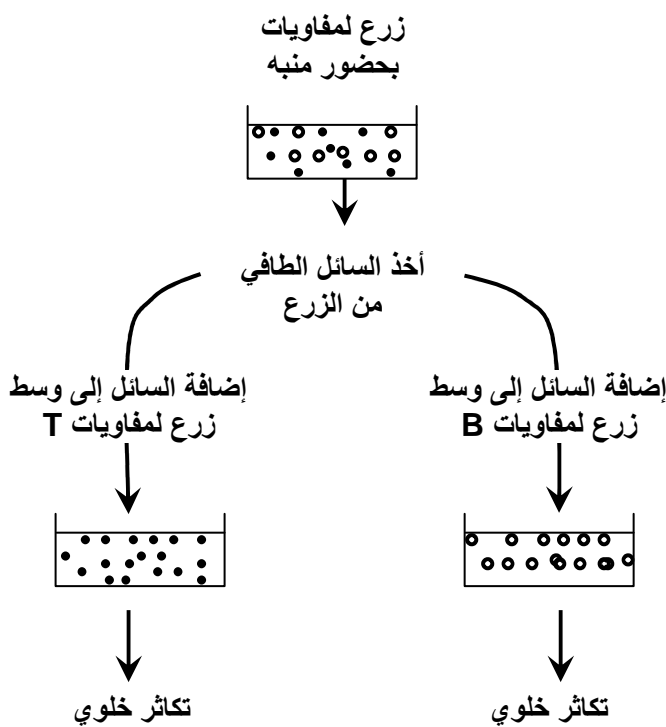 زرع لمفاويات
بحضور منبه
أخذ السائل الطافي
من الزرع
إضافة السائل إلى وسط
زرع لمفاويات B
إضافة السائل إلى وسط
زرع لمفاويات T
تكاثر خلوي
تكاثر خلوي